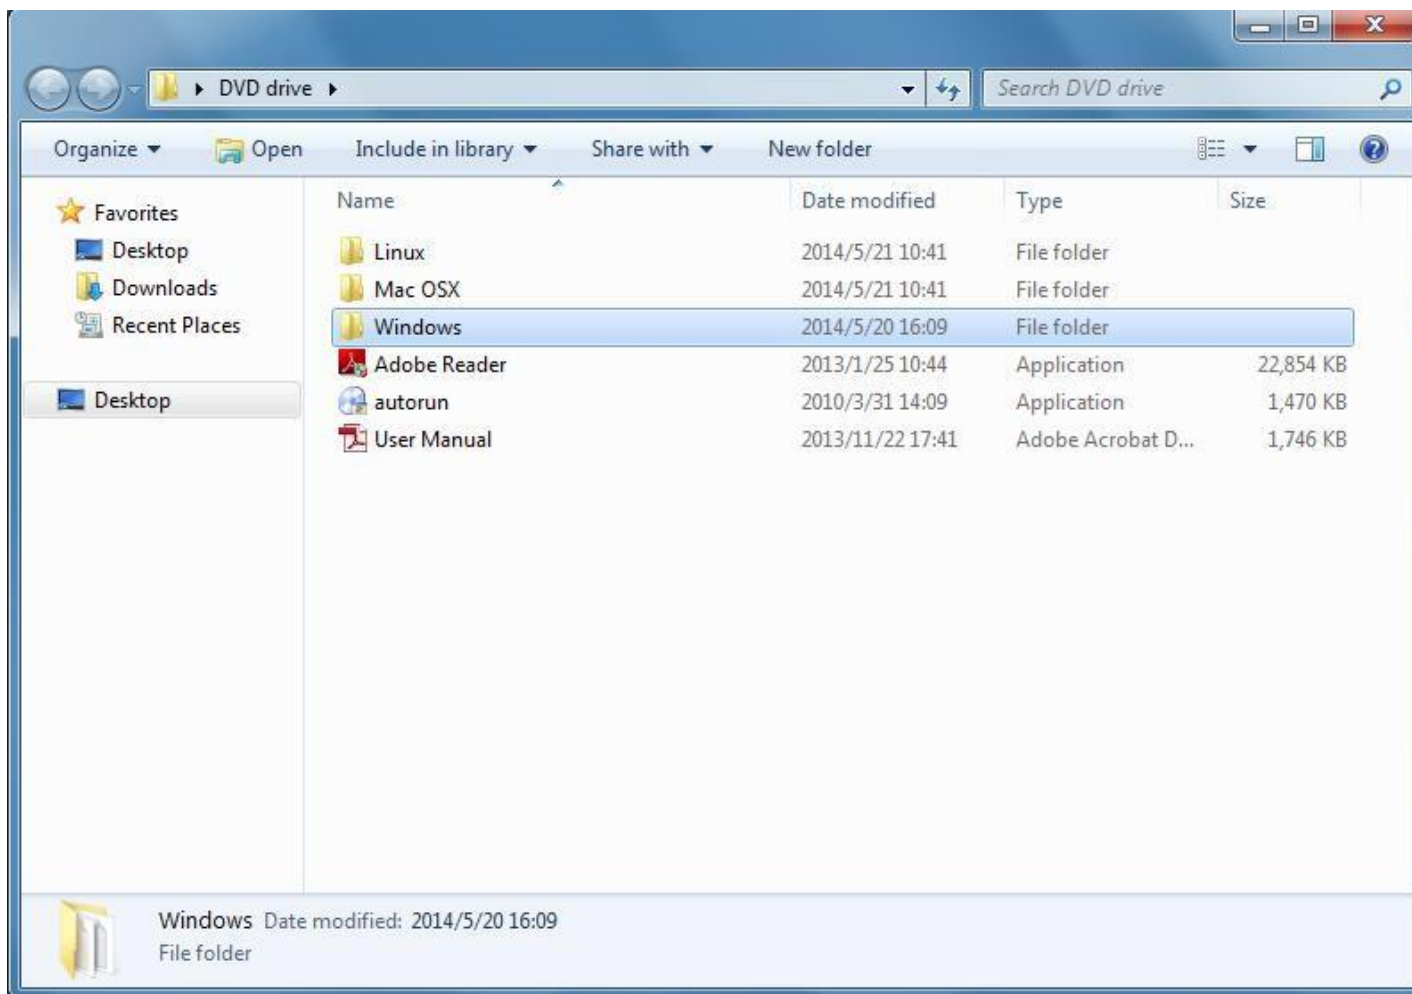 DVD drive
Search DVD drive
Organize Open Include in library Share with New folder
Favorites
Desktop
Downloads
Recent Places
Desktop
Name Date modified Type Size
Linux 2014/5/21 10:41 File folder
Mac OSX 2014/5/21 10:41 File folder
Windows 2014/5/20 16:09 File folder
Adobe Reader 2013/1/25 10:44 Application 22,854 KB
autorun 2010/3/31 14:09 Application 1,470 KB
User Manual 2013/11/22 17:41 Adobe Acrobat D... 1,746 KB
Windows Date modified: 2014/5/20 16:09
File folder